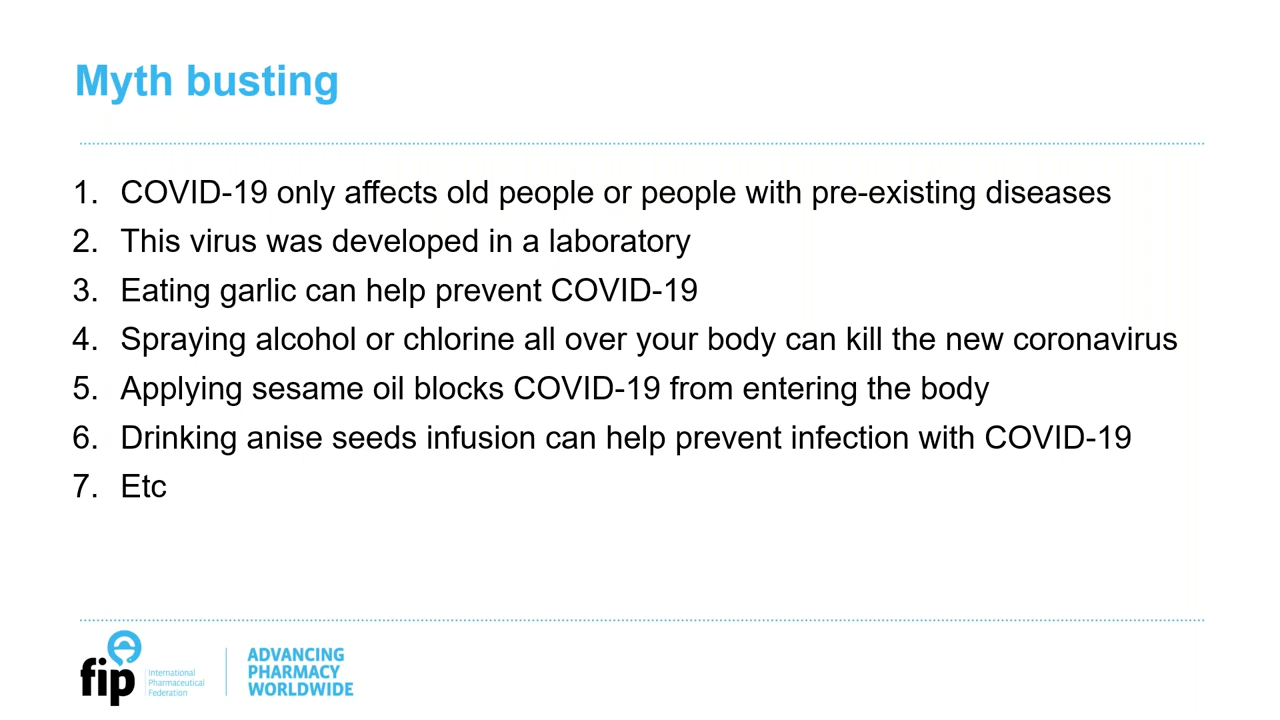 Myth busting
1. COVID-19 only affects old people or people with pre-existing diseases
2. This virus was developed in a laboratory
3. Eating garlic can help prevent COVID-19
4. Spraying alcohol or chlorine all over your body can kill the new coronavirus
5. Applying sesame oil blocks COVID-19 from entering the body
6. Drinking anise seeds infusion can help prevent infection with COVID-19
7. Etc
fip
International
Pharmaceutical
Federation
ADVANCING
PHARMACY
WORLDWIDE